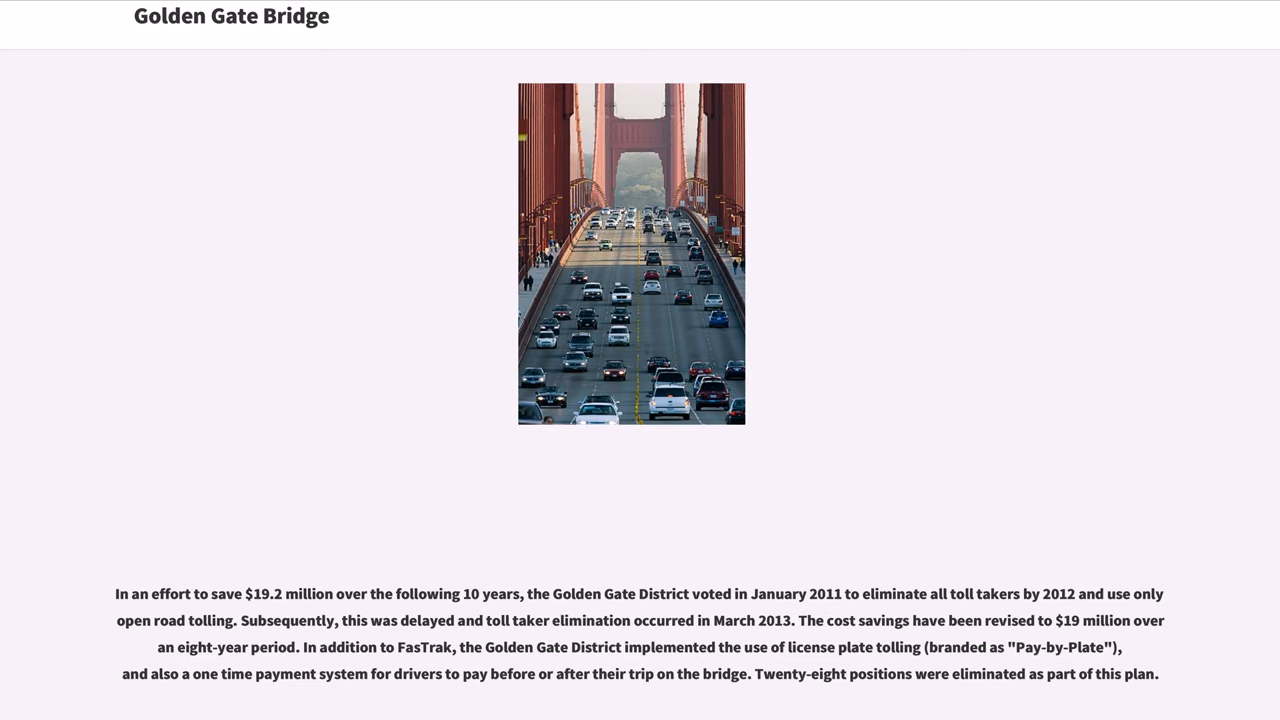 Golden Gate Bridge
In an effort to save $19.2 million over the following 10 years, the Golden Gate District voted in January 2011 to eliminate all toll takers by 2012 and use only
open road tolling. Subsequently, this was delayed and toll taker elimination occurred in March 2013. The cost savings have been revised to $19 million over
an eight-year period. In addition to FasTrak, the Golden Gate District implemented the use of license plate tolling (branded as "Pay-by-Plate"),
and also a one time payment system for drivers to pay before or after their trip on the bridge. Twenty-eight positions were eliminated as part of this plan.